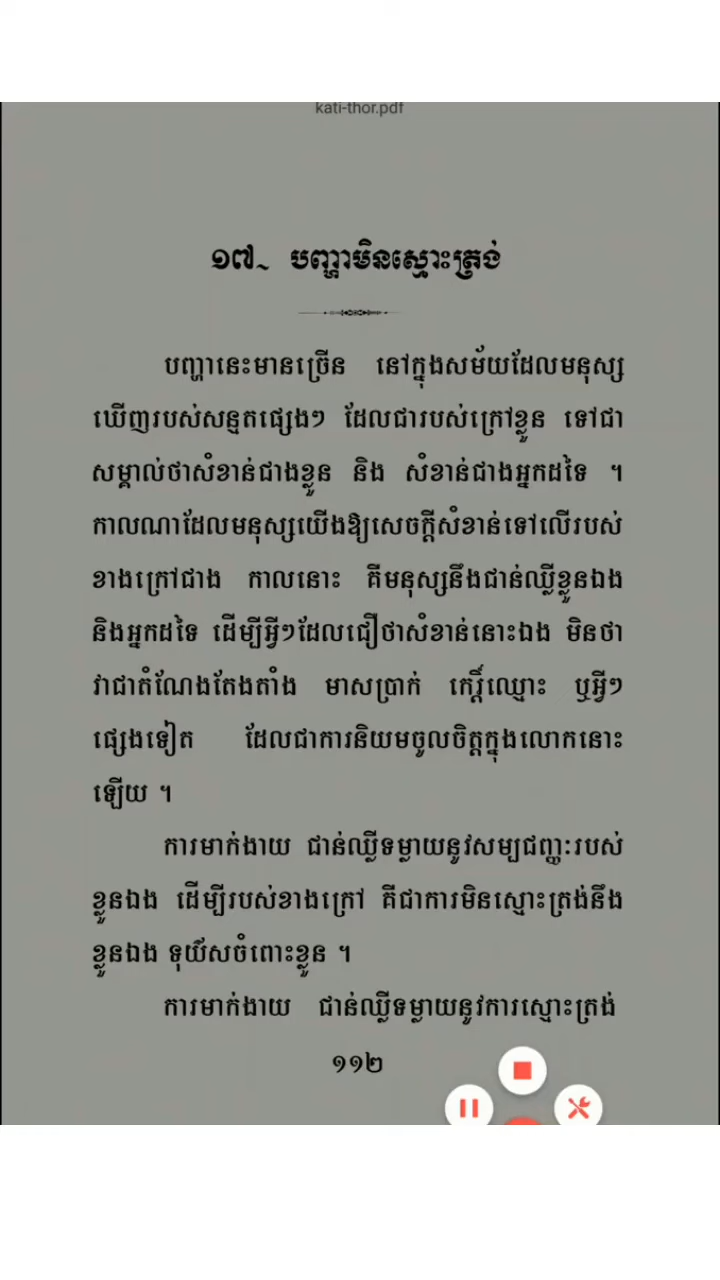 kati-thor.pdf
១៧~ បញ្ហាមិនស្មោះត្រង់
បញ្ហានេះមានច្រើន នៅក្នុងសម័យដែលមនុស្ស
ឃើញរបស់សន្មតផ្សេងៗ ដែលជារបស់ក្រៅខ្លួន ទៅជា
សម្គាល់ថាសំខាន់ជាងខ្លួន និង សំខាន់ជាងអ្នកដទៃ ។
កាលណាដែលមនុស្សយើងឱ្យសេចក្ដីសំខាន់ទៅលើរបស់
ខាងក្រៅជាង កាលនោះ គឺមនុស្សនឹងជាន់ឈ្លីខ្លួនឯង
និងអ្នកដទៃ ដើម្បីអ្វីៗដែលជឿថាសំខាន់នោះឯង មិនថា
វាជាតំណែងតែងតាំង មាសប្រាក់ កេរ្តិ៍ឈ្មោះ ឬអ្វីៗ
ផ្សេងទៀត ដែលជាការនិយមចូលចិត្តក្នុងលោកនោះ
ឡើយ ។
ការមាក់ងាយ ជាន់ឈ្លីទម្លាយនូវសម្បជញ្ញៈរបស់
ខ្លួនឯង ដើម្បីរបស់ខាងក្រៅ គឺជាការមិនស្មោះត្រង់នឹង
ខ្លួនឯង ទុយ៌សចំពោះខ្លួន ។
ការមាក់ងាយ ជាន់ឈ្លីទម្លាយនូវការស្មោះត្រង់
១១២